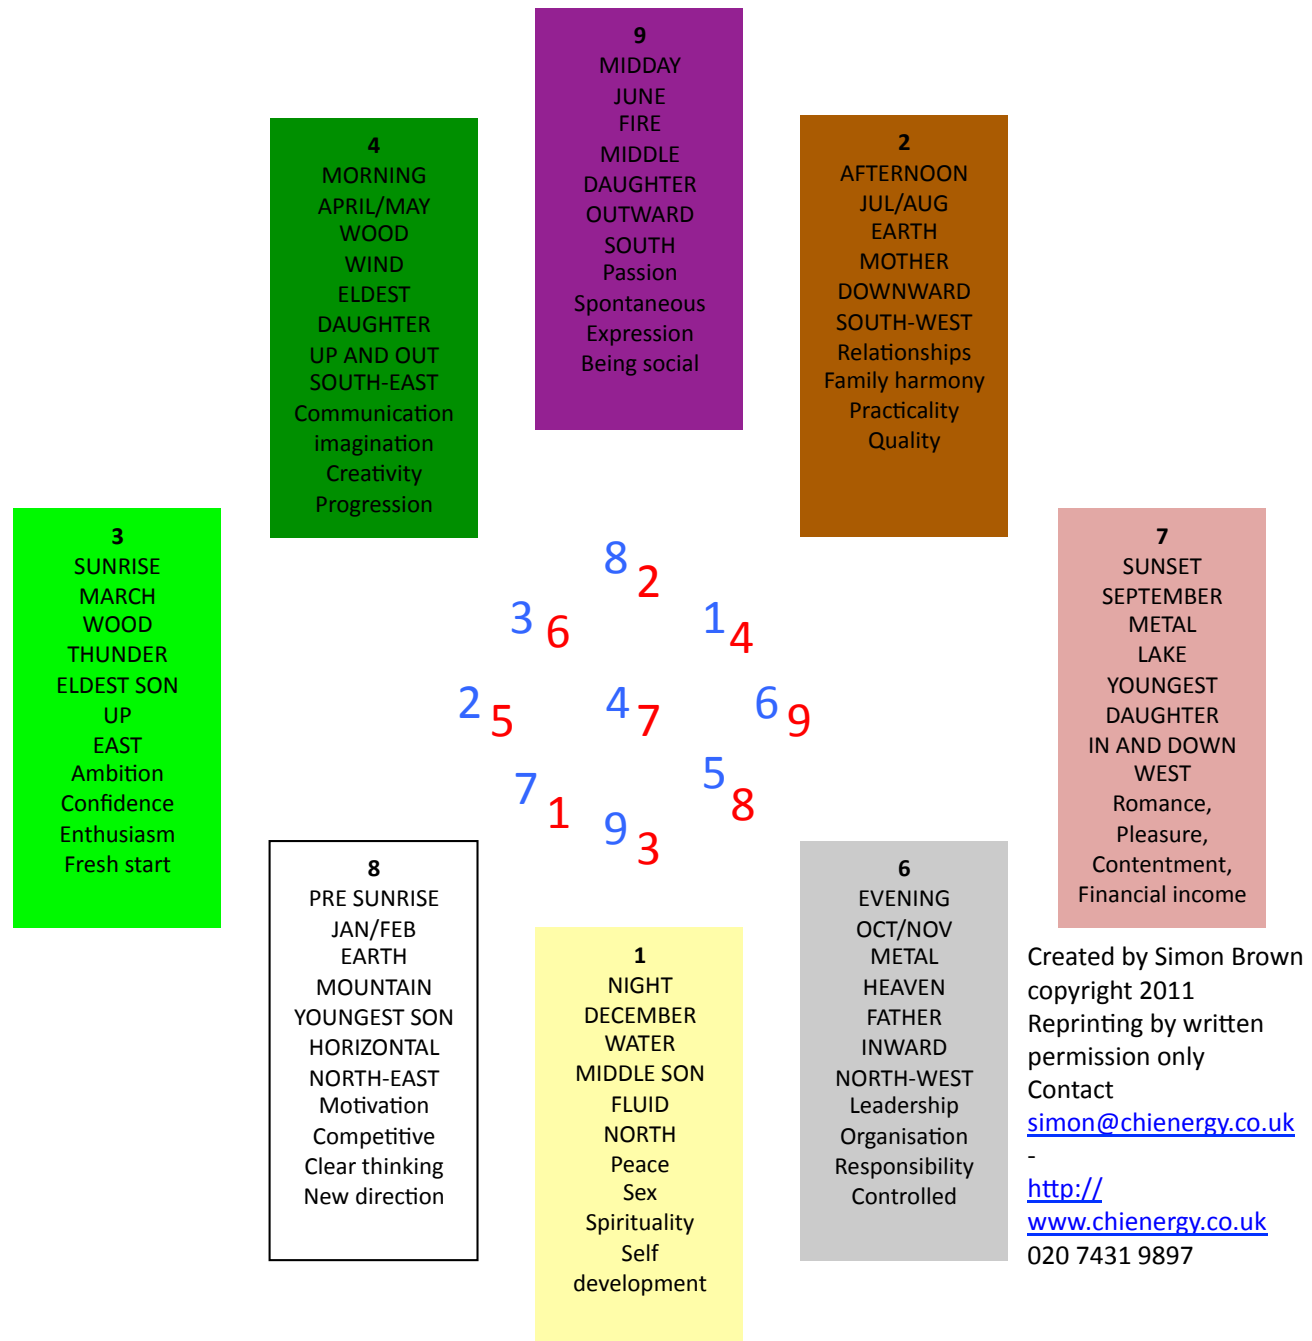 9
MIDDAY
JUNE
FIRE
MIDDLE
DAUGHTER
OUTWARD
SOUTH
Passion
Spontaneous
Expression
Being social
4
MORNING
APRIL/MAY
WOOD
WIND
ELDEST
DAUGHTER
UP AND OUT
SOUTH-EAST
Communication
imagination
Creativity
Progression
2
AFTERNOON
JUL/AUG
EARTH
MOTHER
DOWNWARD
SOUTH-WEST
Relationships
Family harmony
Practicality
Quality
3
SUNRISE
MARCH
WOOD
THUNDER
ELDEST SON
UP
EAST
Ambition
Confidence
Enthusiasm
Fresh start
8 2
3 6
1 4
2 5
4 7
6 9
7 1
9 3
5 8
7
SUNSET
SEPTEMBER
METAL
LAKE
YOUNGEST
DAUGHTER
IN AND DOWN
WEST
Romance,
Pleasure,
Contentment,
Financial income
8
PRE SUNRISE
JAN/FEB
EARTH
MOUNTAIN
YOUNGEST SON
HORIZONTAL
NORTH-EAST
Motivation
Competitive
Clear thinking
New direction
1
NIGHT
DECEMBER
WATER
MIDDLE SON
FLUID
NORTH
Peace
Sex
Spirituality
Self
development
6
EVENING
OCT/NOV
METAL
HEAVEN
FATHER
INWARD
NORTH-WEST
Leadership
Organisation
Responsibility
Controlled
Created by Simon Brown
copyright 2011
Reprinting by written
permission only
Contact
simon@chienergy.co.uk
-
http://
www.chienergy.co.uk
020 7431 9897